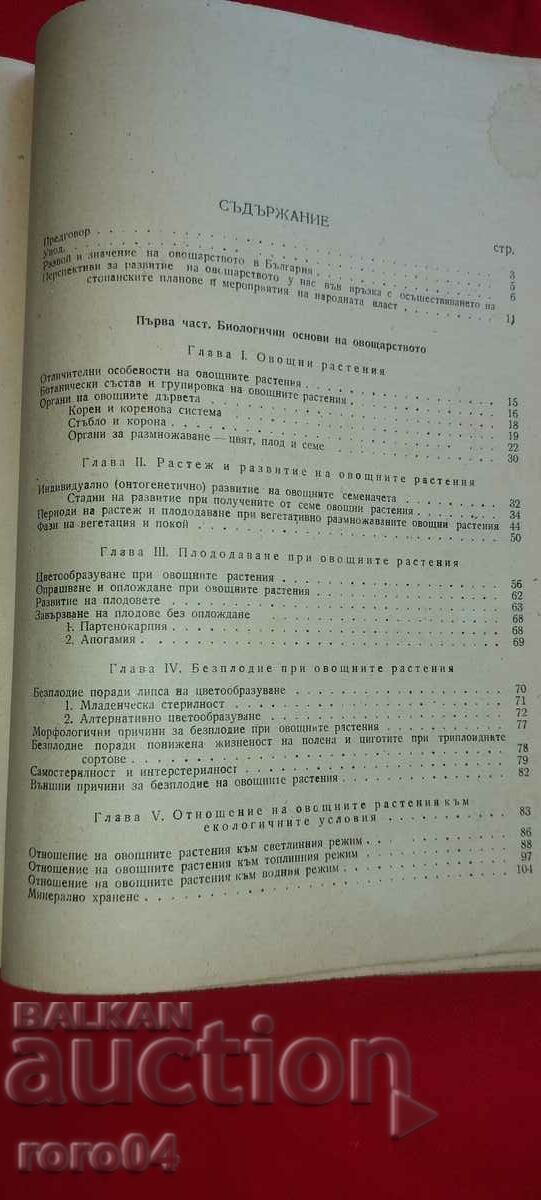 СЪДЪРЖАНИЕ
стр.
Предговор 3
Увод. 5
Развой и значение на овощарството в България 6
Перспективи за развитие на овощарството у нас във връзка с осъществяването на
стопанските планове и мероприятия на народната власт 11
Първа част. Биологични основи на овощарството
Глава I. Овощни растения
Отличителни особености на овощните растения 15
Ботанически състав и групировка на овощните растения 16
Органи на овощните дървета 18
Корен и коренова система 19
Стъбло и корона 22
Органи за размножаване — цвят, плод и семе 30
Глава II. Растеж и развитие на овощните растения
Индивидуално (онтогенетично) развитие на овощните семеначета 32
Стадии на развитие при получените от семе овощни растения 34
Периоди на растеж и плододаване при вегетативно размножаваните овощни растения 44
Фази на вегетация и покой 50
Глава III. Плододаване при овощните растения
Цветообразуване при овощните растения 56
Опрашване и оплождане при овощните растения 62
Развитие на плодовете 63
Завързване на плодове без оплождане 68
1. Партенокарпия 68
2. Апогамия 69
Глава IV. Безплодие при овощните растения
Безплодие поради липса на цветообразуване 70
1. Младенческа стерилност 71
2. Алтернативно цветообразуване 72
Морфологични причини за безплодие при овощните растения 77
Безплодие поради понижена жизненост на полена и циготите при триплоидните
сортове 78
Самостерилност и интерстерилност 79
Външни причини за безплодие на овощните растения 82
Глава V. Отношение на овощните растения към
екологичните условия 83
Отношение на овощните растения към светлинния режим 86
Отношение на овощните растения към топлинния режим 88
Отношение на овощните растения към водния режим 97
Минерално хранене 104
BALKAN
auction
roro04